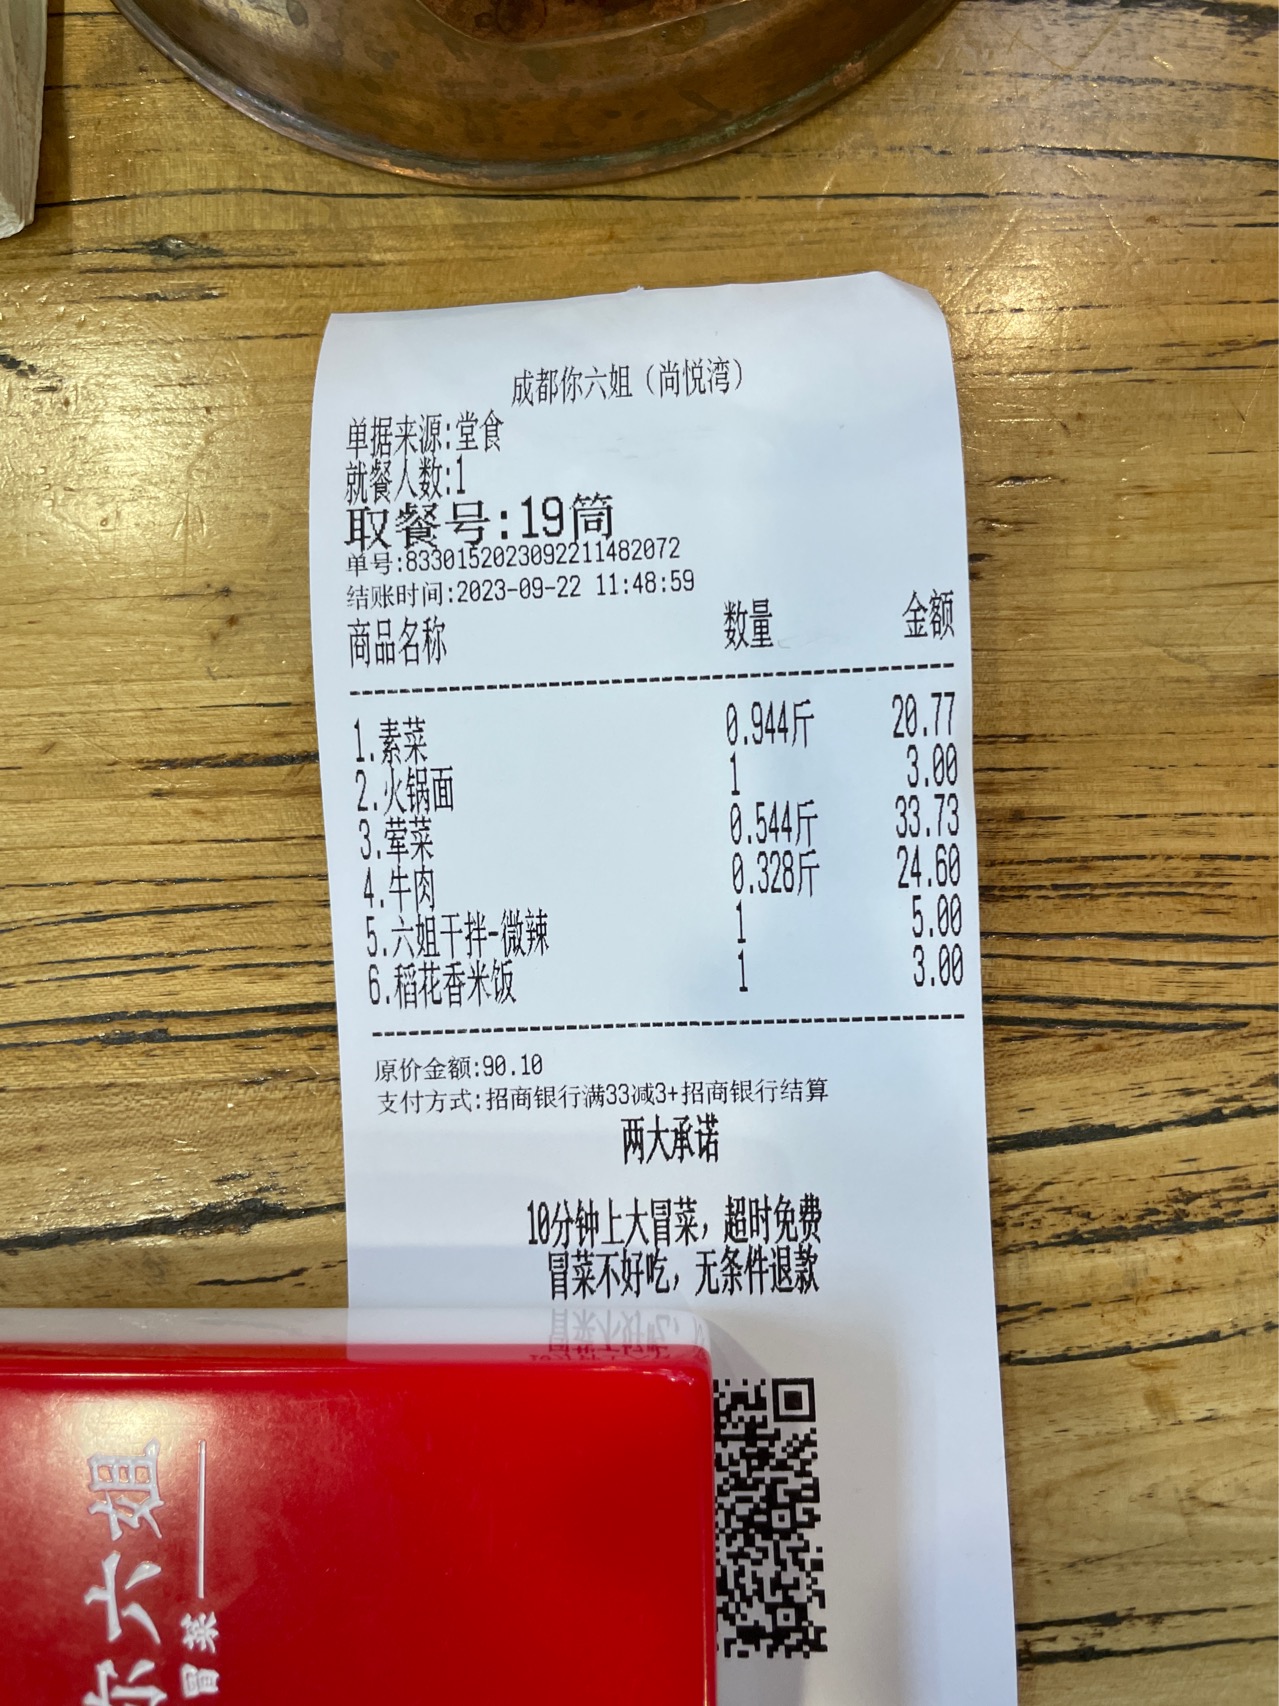 成都你六姐（尚悦湾）
单据来源:堂食
就餐人数:1
取餐号:19筒
单号:83301520230922211482072
结账时间:2023-09-22 11:48:59
商品名称 数量 金额
1.素菜 0.944斤 20.77
2.火锅面 1 3.00
3.荤菜 0.544斤 33.73
4.牛肉 0.328斤 24.60
5.六姐干拌-微辣 1 5.00
6.稻花香米饭 1 3.00
原价金额:90.10
支付方式:招商银行满33减3+招商银行结算
两大承诺
10分钟上大冒菜，超时免费
冒菜不好吃，无条件退款
你六姐
冒菜